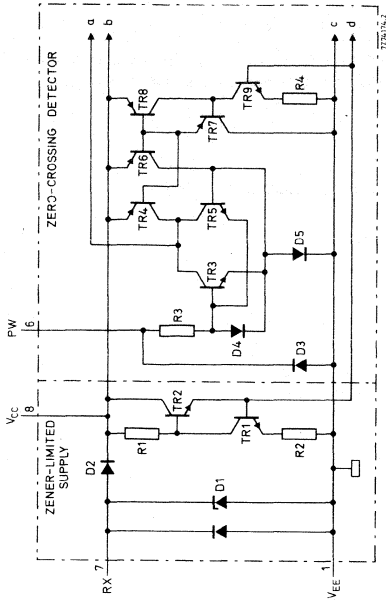 ZENER-LIMITED
SUPPLY
ZERO-CROSSING DETECTOR
VCC
8
PW
6
RX
7
VEE
1
a
b
c
d
D2
D1
R1
TR2
TR1
R2
R3
D4
D3
TR3
TR4
TR5
TR6
D5
TR8
TR7
TR9
R4
7Z74174.2